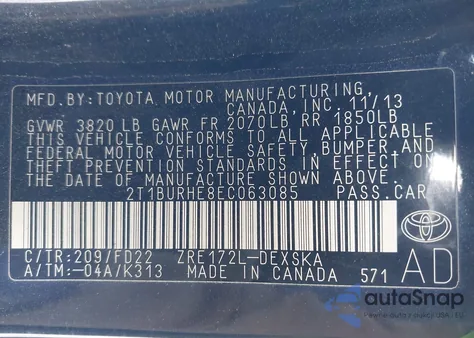 MFD.BY:TOYOTA MOTOR MANUFACTURING,
CANADA, INC. 11/13
GVWR 3820LB GAWR FR 2070LB RR 1850LB
THIS VEHICLE CONFORMS TO ALL APPLICABLE
FEDERAL MOTOR VEHICLE SAFETY, BUMPER, AND
THEFT PREVENTION STANDARDS IN EFFECT ON
THE DATE OF MANUFACTURE SHOWN ABOVE.
2T1BURHE8EC063085 PASS.CAR
C/TR:209/FD22 ZRE172L-DEXSKA
A/TM:-04A/K313 MADE IN CANADA 571 AD
TOYOTA
autoSnap